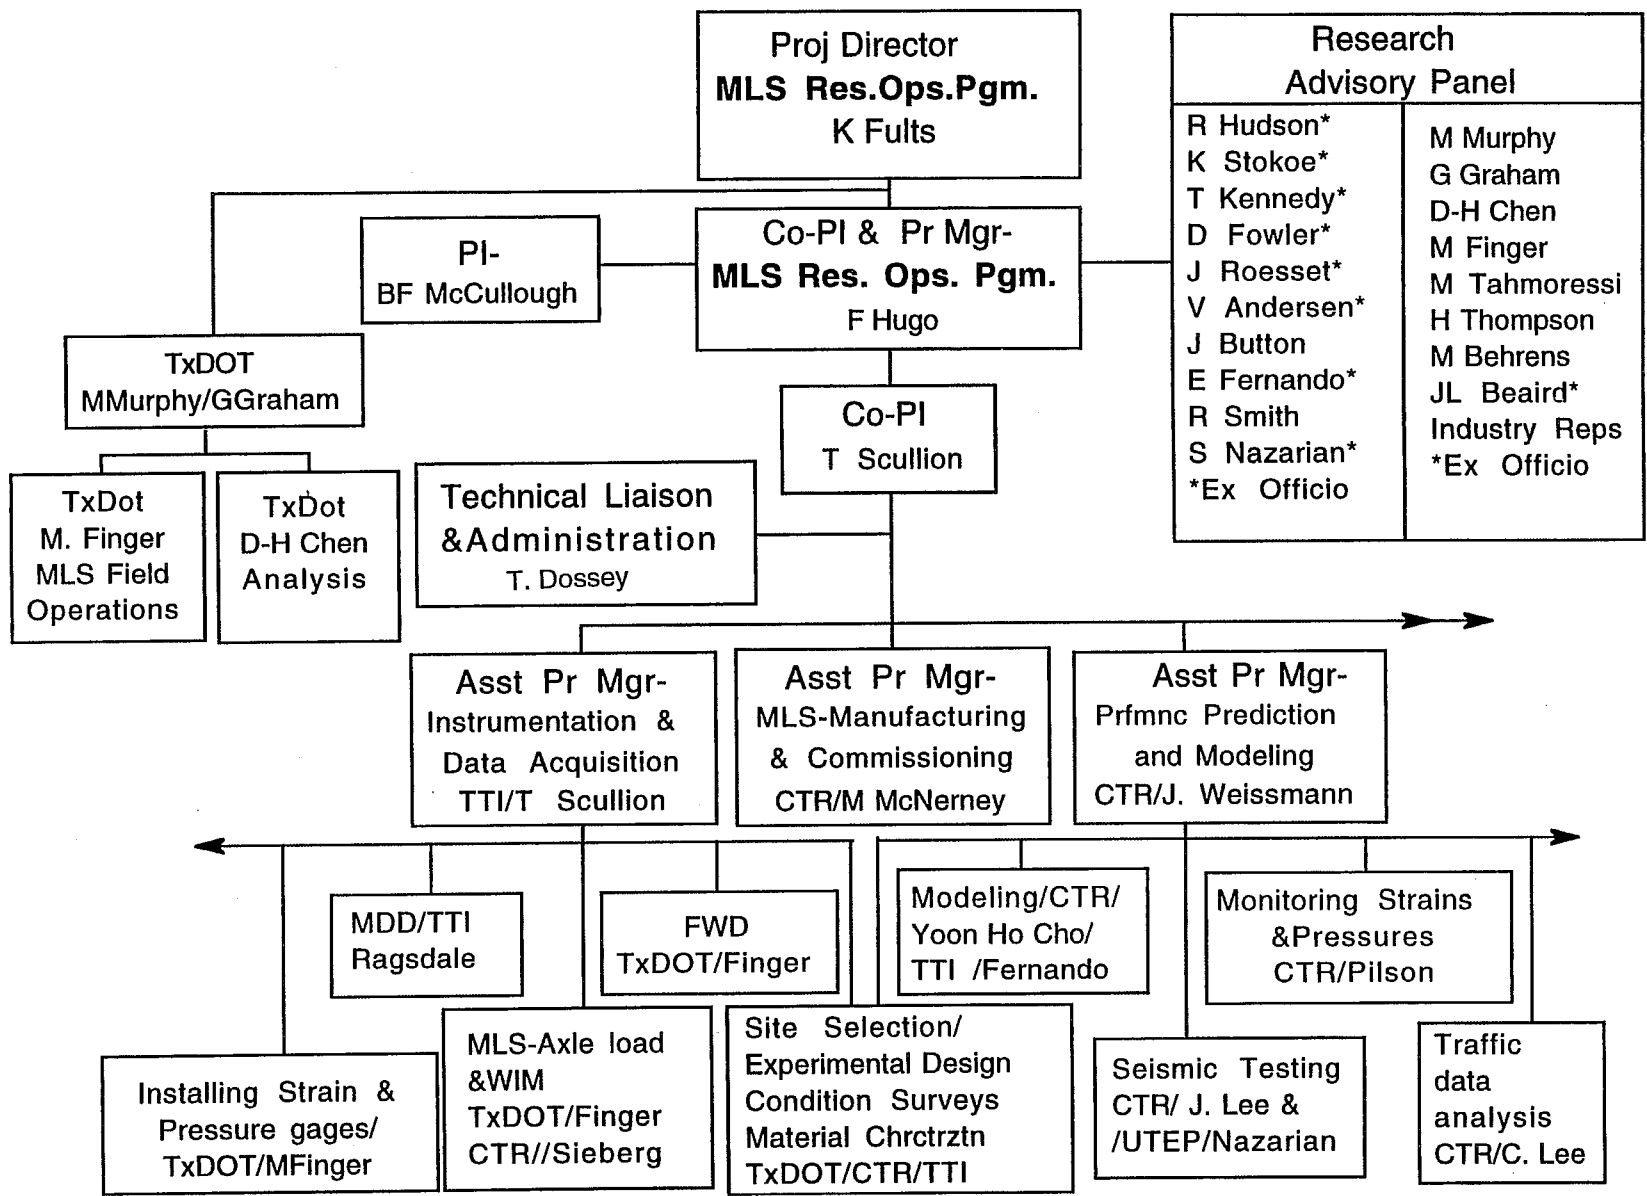 Proj Director
MLS Res.Ops.Pgm.
K Fults
Research
Advisory Panel
R Hudson*
K Stokoe*
T Kennedy*
D Fowler*
J Roesset*
V Andersen*
J Button
E Fernando*
R Smith
S Nazarian*
*Ex Officio
M Murphy
G Graham
D-H Chen
M Finger
M Tahmoressi
H Thompson
M Behrens
JL Beaird*
Industry Reps
*Ex Officio
PI-
BF McCullough
Co-PI & Pr Mgr-
MLS Res. Ops. Pgm.
F Hugo
TxDOT
MMurphy/GGraham
Co-PI
T Scullion
TxDot
M. Finger
MLS Field
Operations
TxDot
D-H Chen
Analysis
Technical Liaison
&Administration
T. Dossey
Asst Pr Mgr-
Instrumentation &
Data Acquisition
TTI/T Scullion
Asst Pr Mgr-
MLS-Manufacturing
& Commissioning
CTR/M McNerney
Asst Pr Mgr-
Prfmnc Prediction
and Modeling
CTR/J. Weissmann
MDD/TTI
Ragsdale
FWD
TxDOT/Finger
Modeling/CTR/
Yoon Ho Cho/
TTI /Fernando
Monitoring Strains
&Pressures
CTR/Pilson
Installing Strain &
Pressure gages/
TxDOT/MFinger
MLS-Axle load
&WIM
TxDOT/Finger
CTR//Sieberg
Site Selection/
Experimental Design
Condition Surveys
Material Chrctrztn
TxDOT/CTR/TTI
Seismic Testing
CTR/ J. Lee &
/UTEP/Nazarian
Traffic
data
analysis
CTR/C. Lee